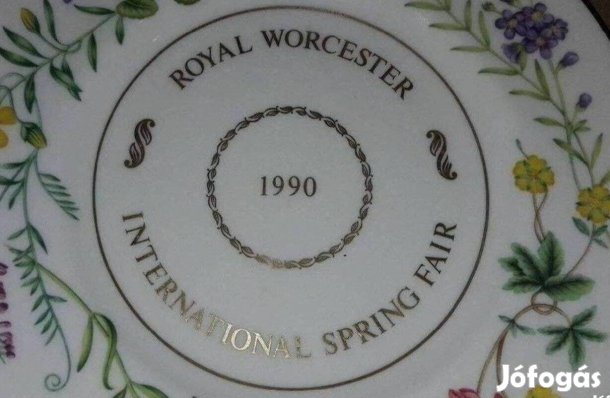 ROYAL WORCESTER
1990
INTERNATIONAL SPRING FAIR
Jófogás